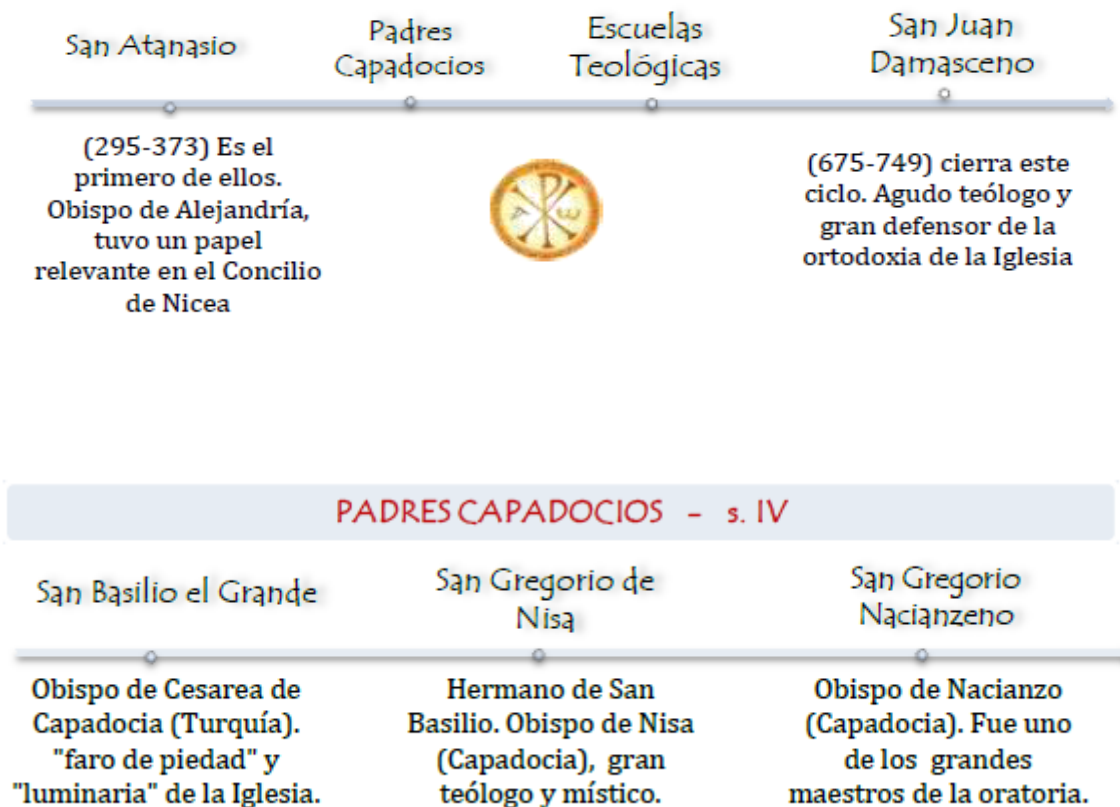 San Atanasio
Padres
Capadocios
Escuelas
Teológicas
San Juan
Damasceno
(295-373) Es el
primero de ellos.
Obispo de Alejandría,
tuvo un papel
relevante en el Concilio
de Nicea
(675-749) cierra este
ciclo. Agudo teólogo y
gran defensor de la
ortodoxia de la Iglesia
PADRES CAPADOCIOS - s. IV
San Basilio el Grande
San Gregorio de
Nisa
San Gregorio
Nacianzeno
Obispo de Cesarea de
Capadocia (Turquía).
"faro de piedad" y
"luminaria" de la Iglesia.
Hermano de San
Basilio. Obispo de Nisa
(Capadocia), gran
teólogo y místico.
Obispo de Nacianzo
(Capadocia). Fue uno
de los grandes
maestros de la oratoria.